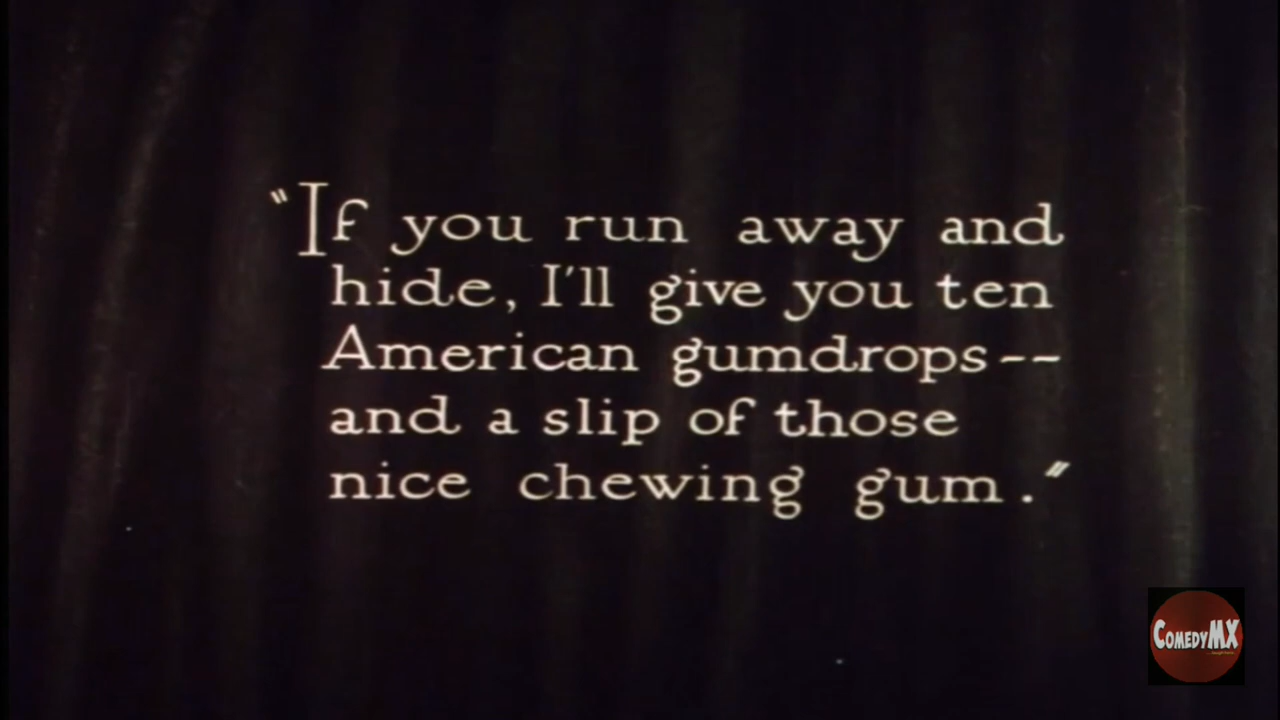 "If you run away and
hide, I'll give you ten
American gumdrops--
and a slip of those
nice chewing gum."
COMEDYMX